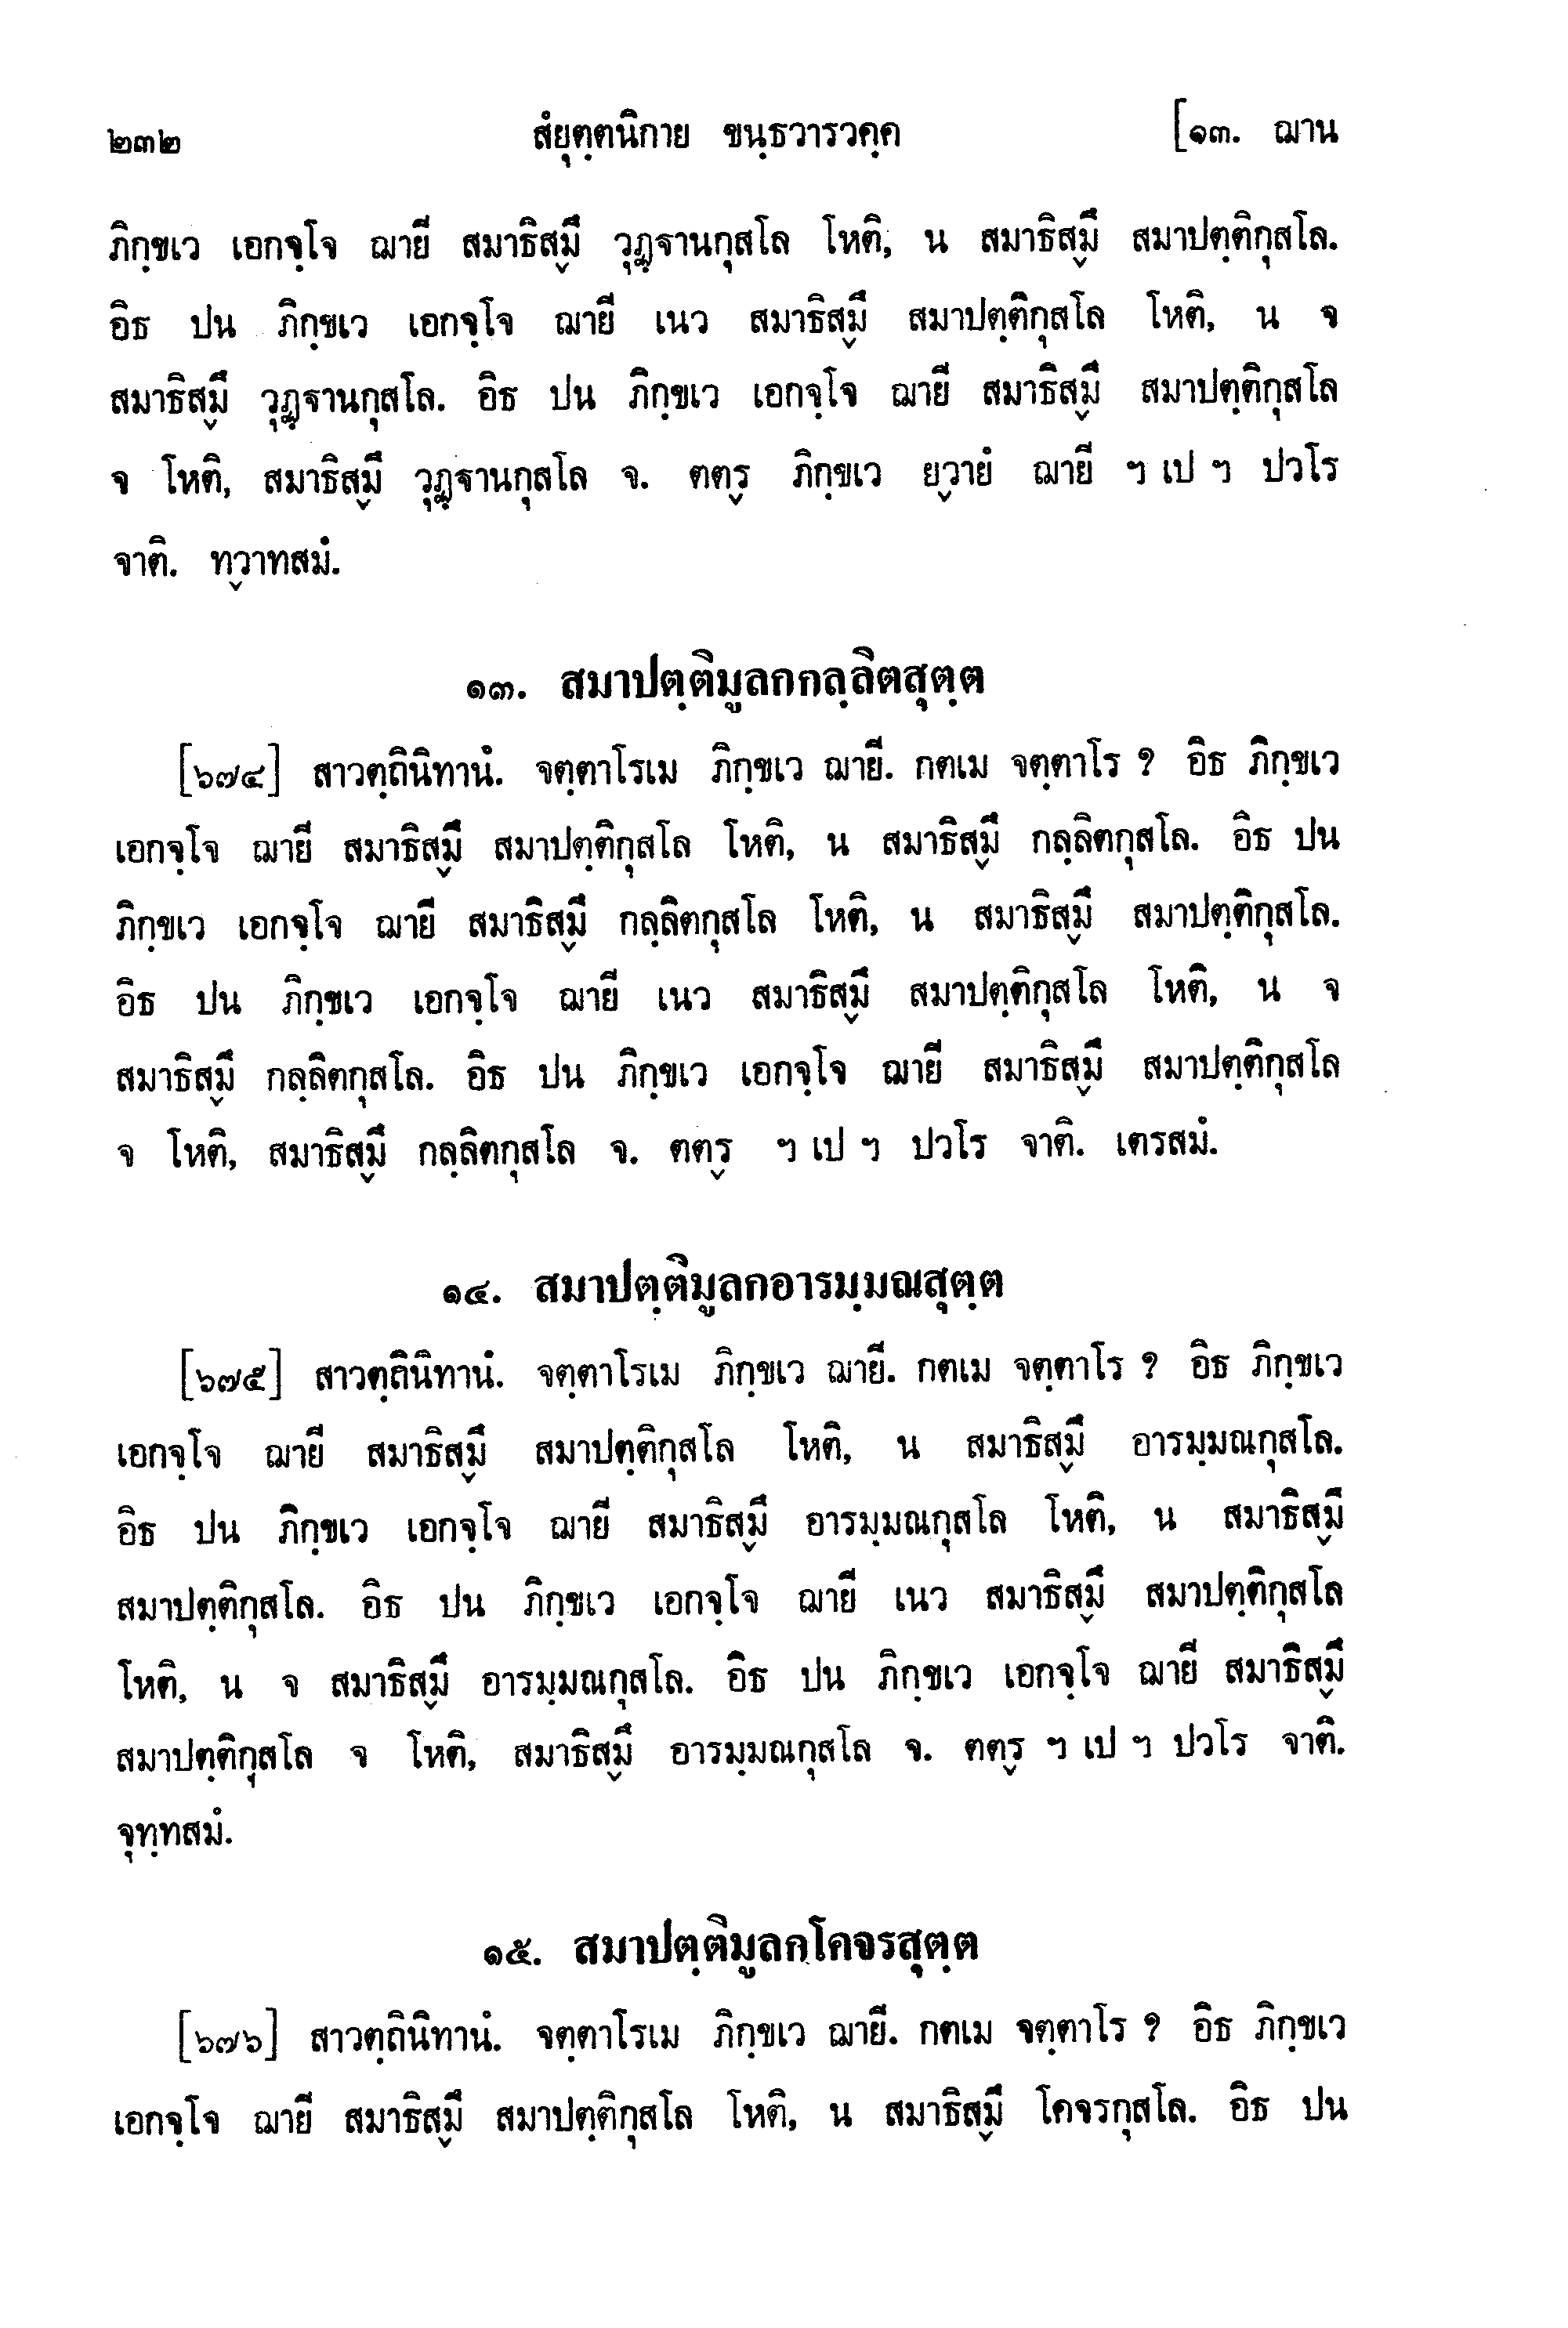 ๒๓๒ สํยุตฺตนิกาย ขนฺธวารวคฺค [๑๓. ฌาน
ภิกฺขเว เอกจฺโจ ฌายี สมาธิส๎มึ วุฏฺฐานกุสโล โหติ, น สมาธิส๎มึ สมาปตฺติกุสโล.
อิธ ปน ภิกฺขเว เอกจฺโจ ฌายี เนว สมาธิส๎มึ สมาปตฺติกุสโล โหติ, น จ
สมาธิส๎มึ วุฏฺฐานกุสโล. อิธ ปน ภิกฺขเว เอกจฺโจ ฌายี สมาธิส๎มึ สมาปตฺติกุสโล
จ โหติ, สมาธิส๎มึ วุฏฺฐานกุสโล จ. ตต๎ร ภิกฺขเว ย๎วายํ ฌายี ฯ เป ฯ ปวโร
จาติ. ท๎วาทสมํ.
๑๓. สมาปตฺติมูลกกลฺลิตสุตฺต
[๖๗๔] สาวตฺถินิทานํ. จตฺตาโรเม ภิกฺขเว ฌายี. กตเม จตฺตาโร ? อิธ ภิกฺขเว
เอกจฺโจ ฌายี สมาธิส๎มึ สมาปตฺติกุสโล โหติ, น สมาธิส๎มึ กลฺลิตกุสโล. อิธ ปน
ภิกฺขเว เอกจฺโจ ฌายี สมาธิส๎มึ กลฺลิตกุสโล โหติ, น สมาธิส๎มึ สมาปตฺติกุสโล.
อิธ ปน ภิกฺขเว เอกจฺโจ ฌายี เนว สมาธิส๎มึ สมาปตฺติกุสโล โหติ, น จ
สมาธิส๎มึ กลฺลิตกุสโล. อิธ ปน ภิกฺขเว เอกจฺโจ ฌายี สมาธิส๎มึ สมาปตฺติกุสโล
จ โหติ, สมาธิส๎มึ กลฺลิตกุสโล จ. ตต๎ร ฯ เป ฯ ปวโร จาติ. เตรสมํ.
๑๔. สมาปตฺติมูลกอารมฺมณสุตฺต
[๖๗๕] สาวตฺถินิทานํ. จตฺตาโรเม ภิกฺขเว ฌายี. กตเม จตฺตาโร ? อิธ ภิกฺขเว
เอกจฺโจ ฌายี สมาธิส๎มึ สมาปตฺติกุสโล โหติ, น สมาธิส๎มึ อารมฺมณกุสโล.
อิธ ปน ภิกฺขเว เอกจฺโจ ฌายี สมาธิส๎มึ อารมฺมณกุสโล โหติ, น สมาธิส๎มึ
สมาปตฺติกุสโล. อิธ ปน ภิกฺขเว เอกจฺโจ ฌายี เนว สมาธิส๎มึ สมาปตฺติกุสโล
โหติ, น จ สมาธิส๎มึ อารมฺมณกุสโล. อิธ ปน ภิกฺขเว เอกจฺโจ ฌายี สมาธิส๎มึ
สมาปตฺติกุสโล จ โหติ, สมาธิส๎มึ อารมฺมณกุสโล จ. ตต๎ร ฯ เป ฯ ปวโร จาติ.
จุทฺทสมํ.
๑๕. สมาปตฺติมูลกโคจรสุตฺต
[๖๗๖] สาวตฺถินิทานํ. จตฺตาโรเม ภิกฺขเว ฌายี. กตเม จตฺตาโร ? อิธ ภิกฺขเว
เอกจฺโจ ฌายี สมาธิส๎มึ สมาปตฺติกุสโล โหติ, น สมาธิส๎มึ โคจรกุสโล. อิธ ปน